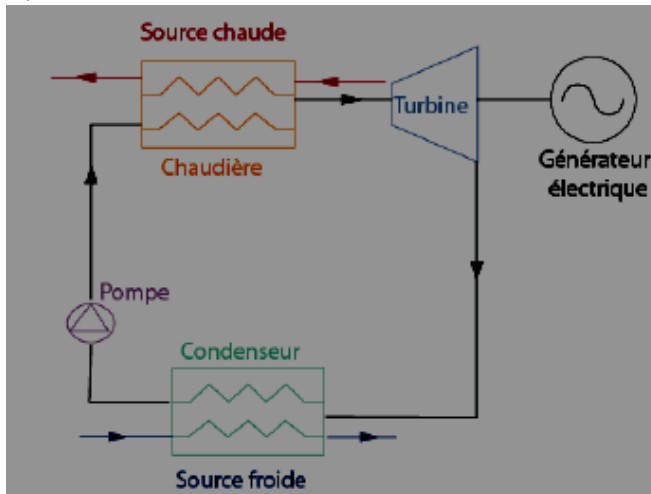 Source chaude
Turbine
Chaudière
Générateur
électrique
Pompe
Condenseur
Source froide